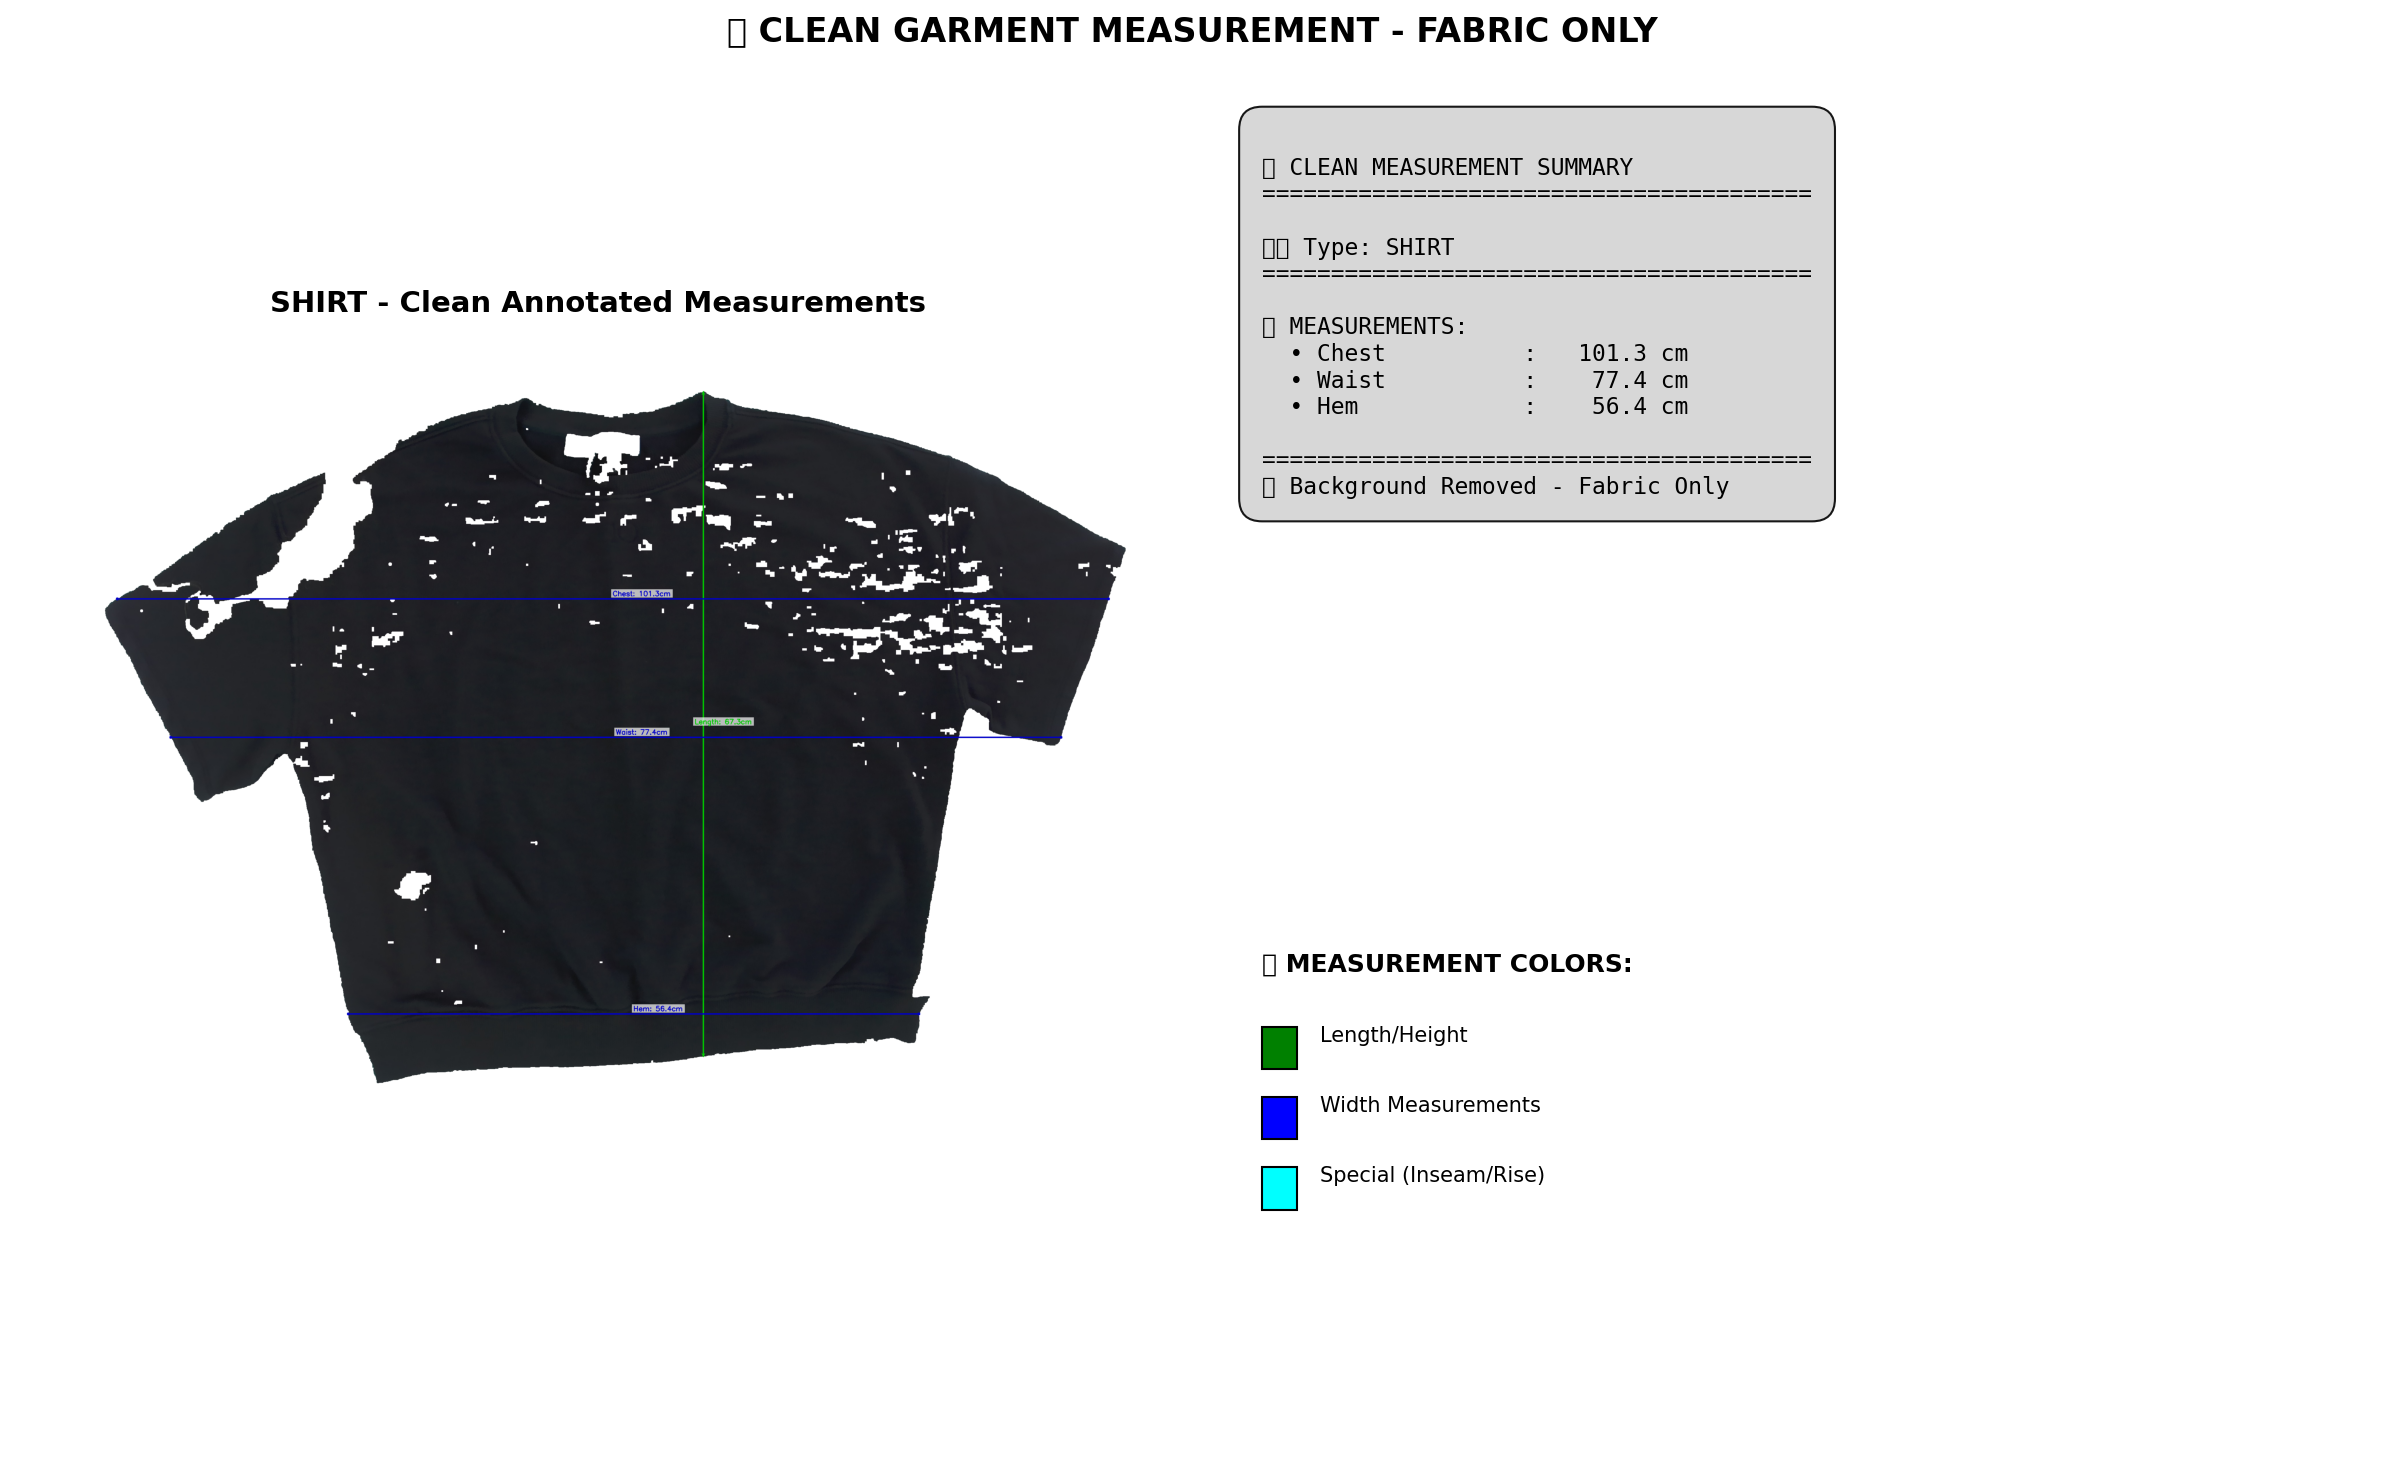 CLEAN GARMENT MEASUREMENT - FABRIC ONLY
SHIRT - Clean Annotated Measurements
Chest: 101.3cm
Length: 67.3cm
Waist: 77.4cm
Hem: 56.4cm
CLEAN MEASUREMENT SUMMARY
========================================
Type: SHIRT
========================================
MEASUREMENTS:
• Chest : 101.3 cm
• Waist : 77.4 cm
• Hem : 56.4 cm
========================================
Background Removed - Fabric Only
MEASUREMENT COLORS:
Length/Height
Width Measurements
Special (Inseam/Rise)